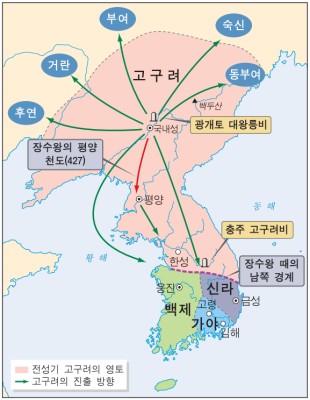 부여
숙신
거란
고구려
동부여
후연
백두산
국내성
광개토 대왕릉비
장수왕의 평양
천도(427)
평양
동해
충주 고구려비
황해
한성
장수왕 때의
남쪽 경계
신라
웅진
고령
금성
백제
가야
김해
전성기 고구려의 영토
고구려의 진출 방향